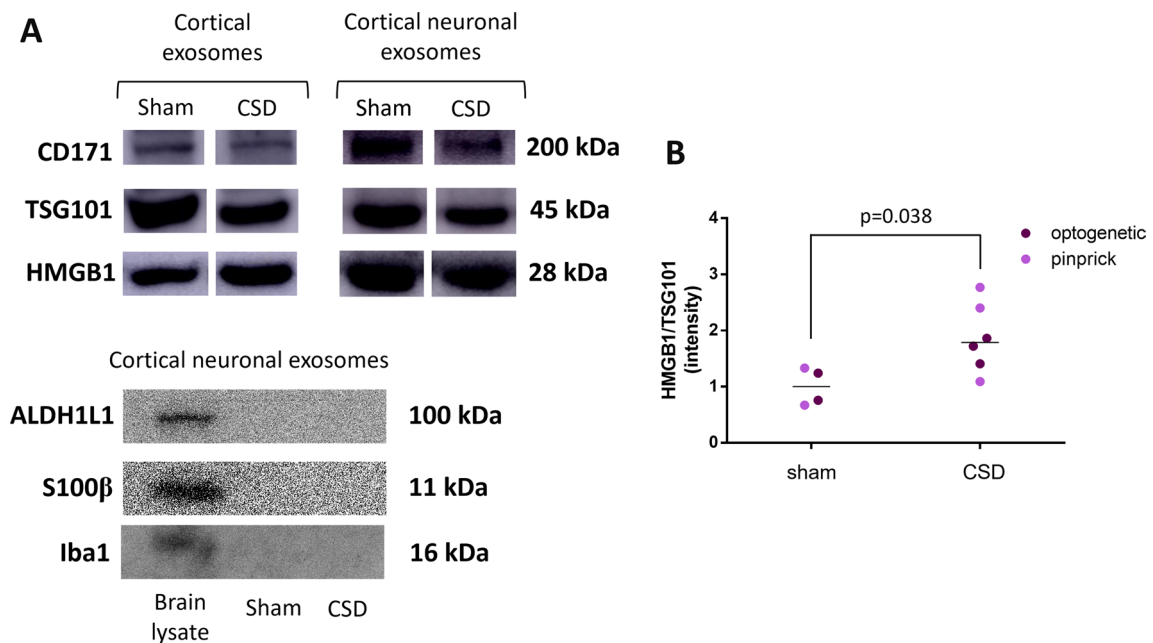 A
Cortical
exosomes
Cortical neuronal
exosomes
Sham CSD Sham CSD
CD171 200 kDa
TSG101 45 kDa
HMGB1 28 kDa
Cortical neuronal exosomes
ALDH1L1 100 kDa
S100β 11 kDa
Iba1 16 kDa
Brain
lysate
Sham CSD
B
p=0.038
optogenetic
pinprick
HMGB1/TSG101
(intensity)
4
3
2
1
0
sham CSD